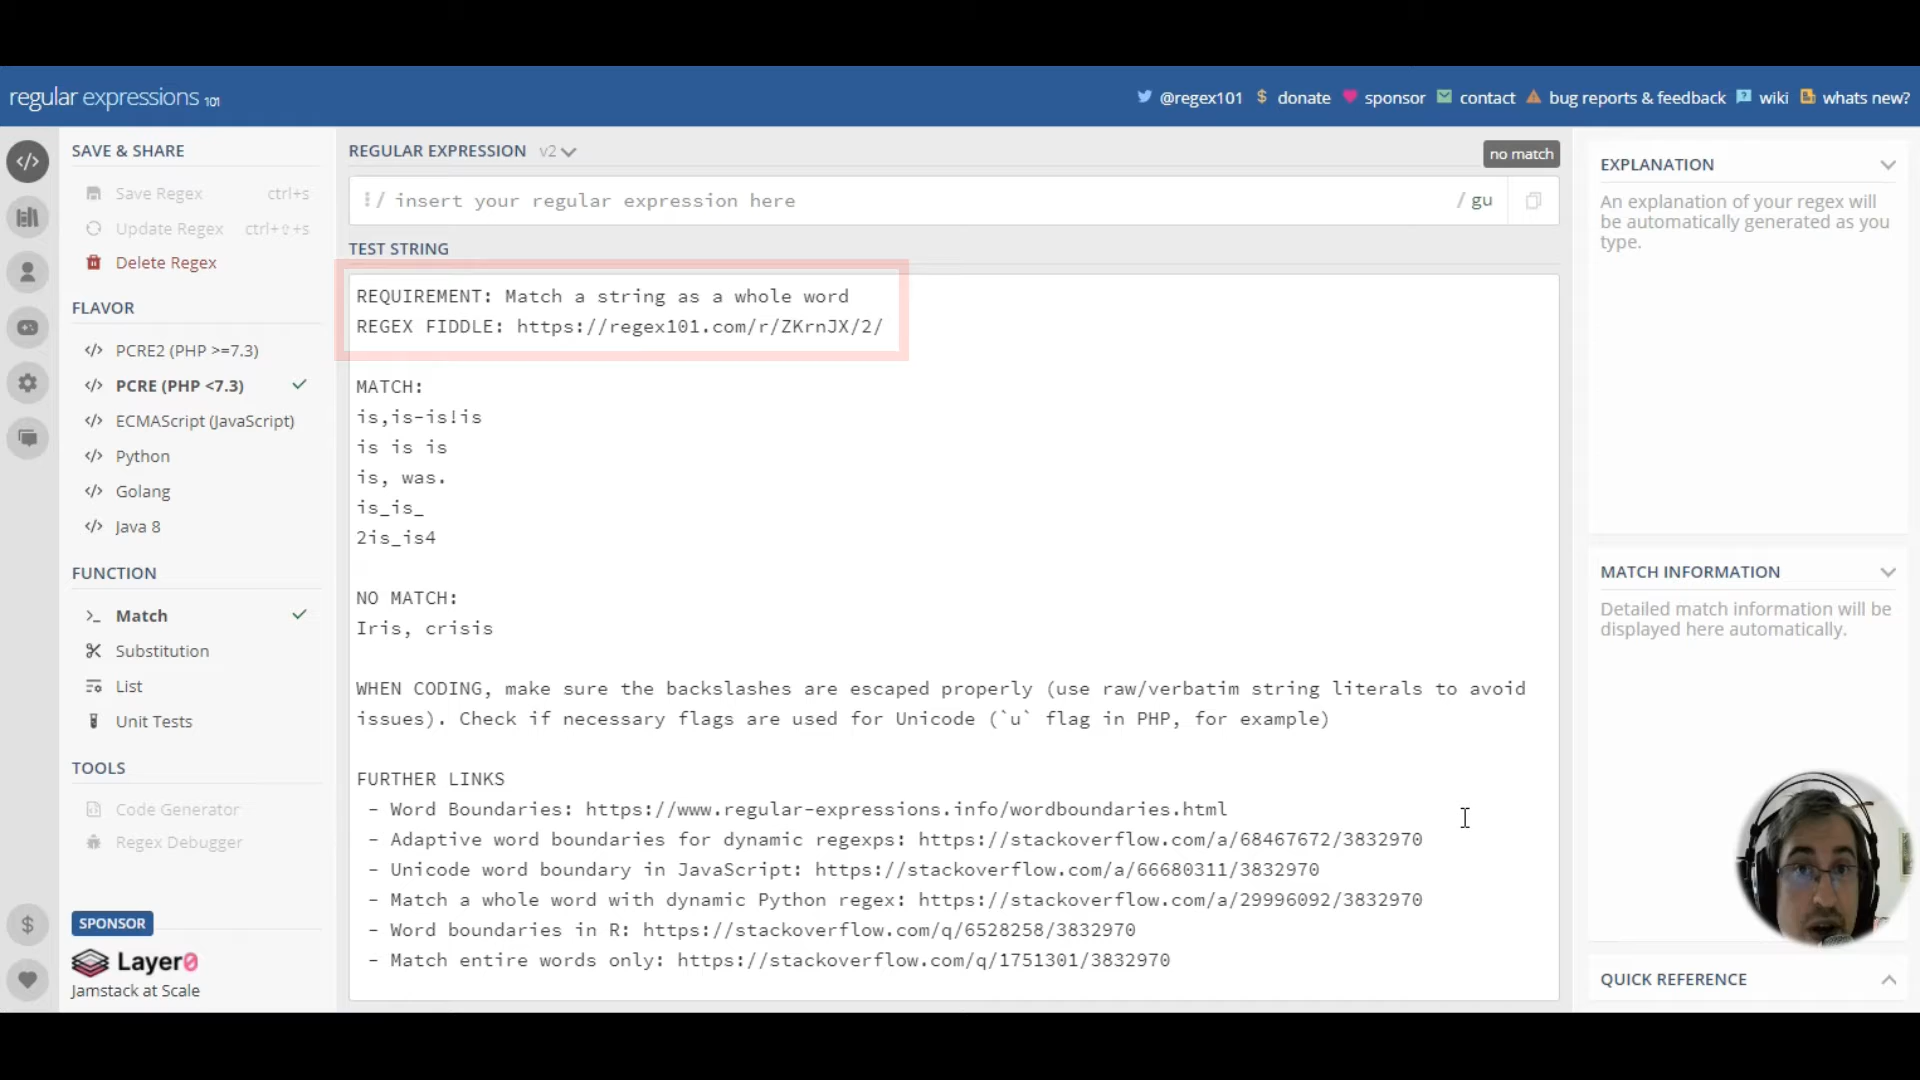 regular expressions 101
@regex101 $ donate sponsor contact bug reports & feedback wiki whats new?
SAVE & SHARE
Save Regex ctrl+s
Update Regex ctrl+⇧+s
Delete Regex
FLAVOR
</> PCRE2 (PHP >=7.3)
</> PCRE (PHP <7.3)
</> ECMAScript (JavaScript)
</> Python
</> Golang
</> Java 8
FUNCTION
>_ Match
Substitution
List
Unit Tests
TOOLS
Code Generator
Regex Debugger
SPONSOR
Layer0
Jamstack at Scale
REGULAR EXPRESSION v2
no match
/ insert your regular expression here / gu
TEST STRING
REQUIREMENT: Match a string as a whole word
REGEX FIDDLE: https://regex101.com/r/ZKrnJX/2/
MATCH:
is,is-is!is
is is is
is, was.
is_is_
2is_is4
NO MATCH:
Iris, crisis
WHEN CODING, make sure the backslashes are escaped properly (use raw/verbatim string literals to avoid
issues). Check if necessary flags are used for Unicode (`u` flag in PHP, for example)
FURTHER LINKS
- Word Boundaries: https://www.regular-expressions.info/wordboundaries.html
- Adaptive word boundaries for dynamic regexps: https://stackoverflow.com/a/68467672/3832970
- Unicode word boundary in JavaScript: https://stackoverflow.com/a/66680311/3832970
- Match a whole word with dynamic Python regex: https://stackoverflow.com/a/29996092/3832970
- Word boundaries in R: https://stackoverflow.com/q/6528258/3832970
- Match entire words only: https://stackoverflow.com/q/1751301/3832970
EXPLANATION
An explanation of your regex will
be automatically generated as you
type.
MATCH INFORMATION
Detailed match information will be
displayed here automatically.
QUICK REFERENCE